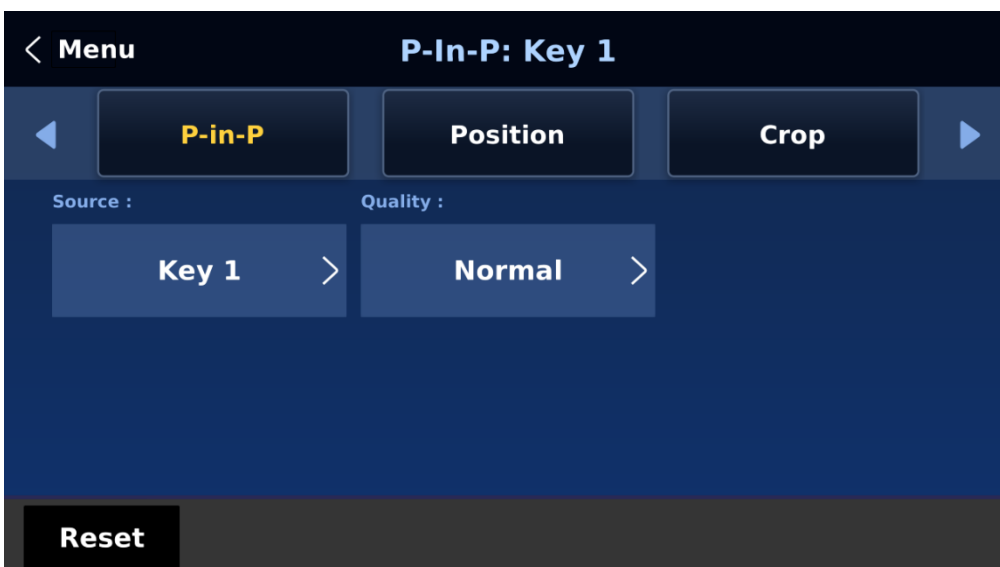 Menu
P-In-P: Key 1
P-in-P
Position
Crop
Source :
Quality :
Key 1
Normal
Reset